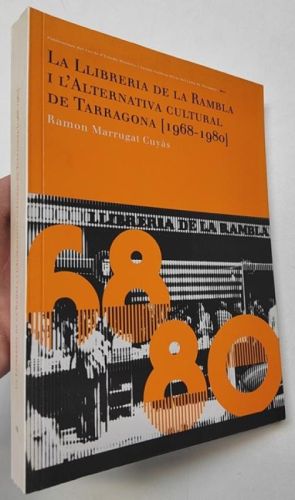 La Llibreria de la Rambla
i l'Alternativa cultural
de Tarragona [1968-1980]
Ramon Marrugat Cuyàs
LLIBRERIA DE LA RAMBLA
68
80